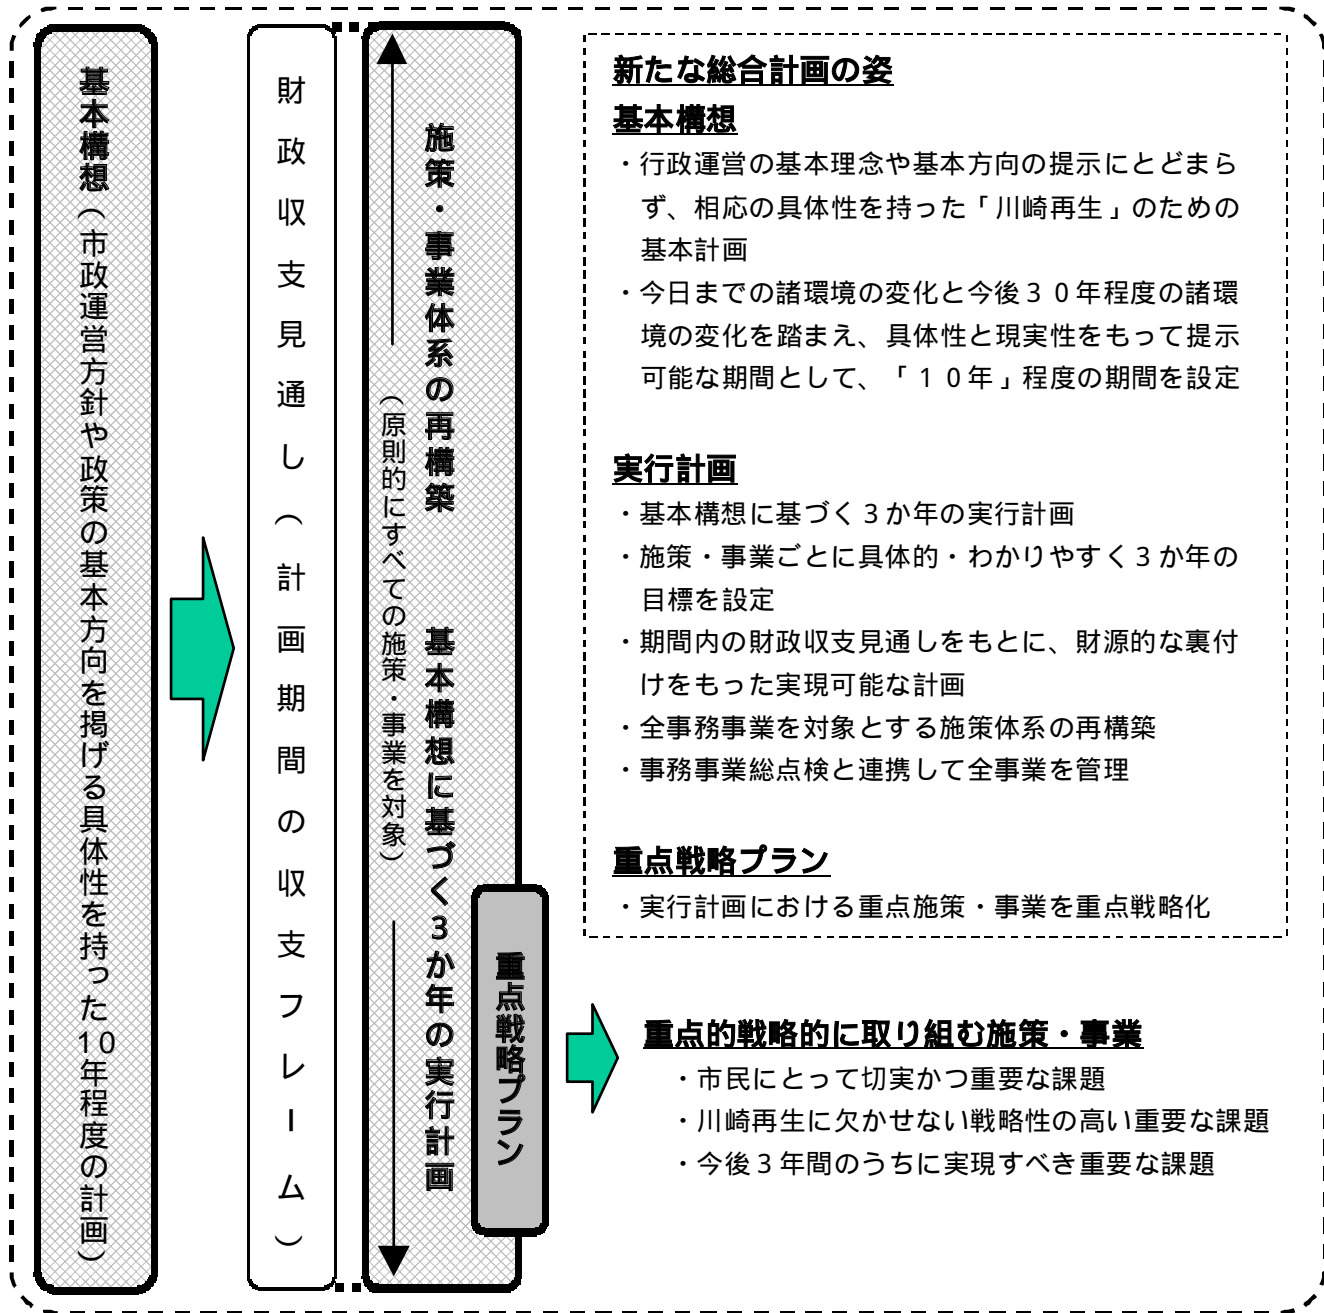 基本構想(市政運営方針や政策の基本方向を掲げる具体性を持った10年程度の計画)
財政収支見通し(計画期間の収支フレーム)
(原則的にすべての施策・事業を対象)
施策・事業体系の再構築 基本構想に基づく3か年の実行計画
重点戦略プラン
新たな総合計画の姿
基本構想
・行政運営の基本理念や基本方向の提示にとどまら
ず、相応の具体性を持った「川崎再生」のための
基本計画
・今日までの諸環境の変化と今後30年程度の諸環
境の変化を踏まえ、具体性と現実性をもって提示
可能な期間として、「10年」程度の期間を設定
実行計画
・基本構想に基づく3か年の実行計画
・施策・事業ごとに具体的・わかりやすく3か年の
目標を設定
・期間内の財政収支見通しをもとに、財源的な裏付
けをもった実現可能な計画
・全事務事業を対象とする施策体系の再構築
・事務事業総点検と連携して全事業を管理
重点戦略プラン
・実行計画における重点施策・事業を重点戦略化
重点的戦略的に取り組む施策・事業
・市民にとって切実かつ重要な課題
・川崎再生に欠かせない戦略性の高い重要な課題
・今後3年間のうちに実現すべき重要な課題